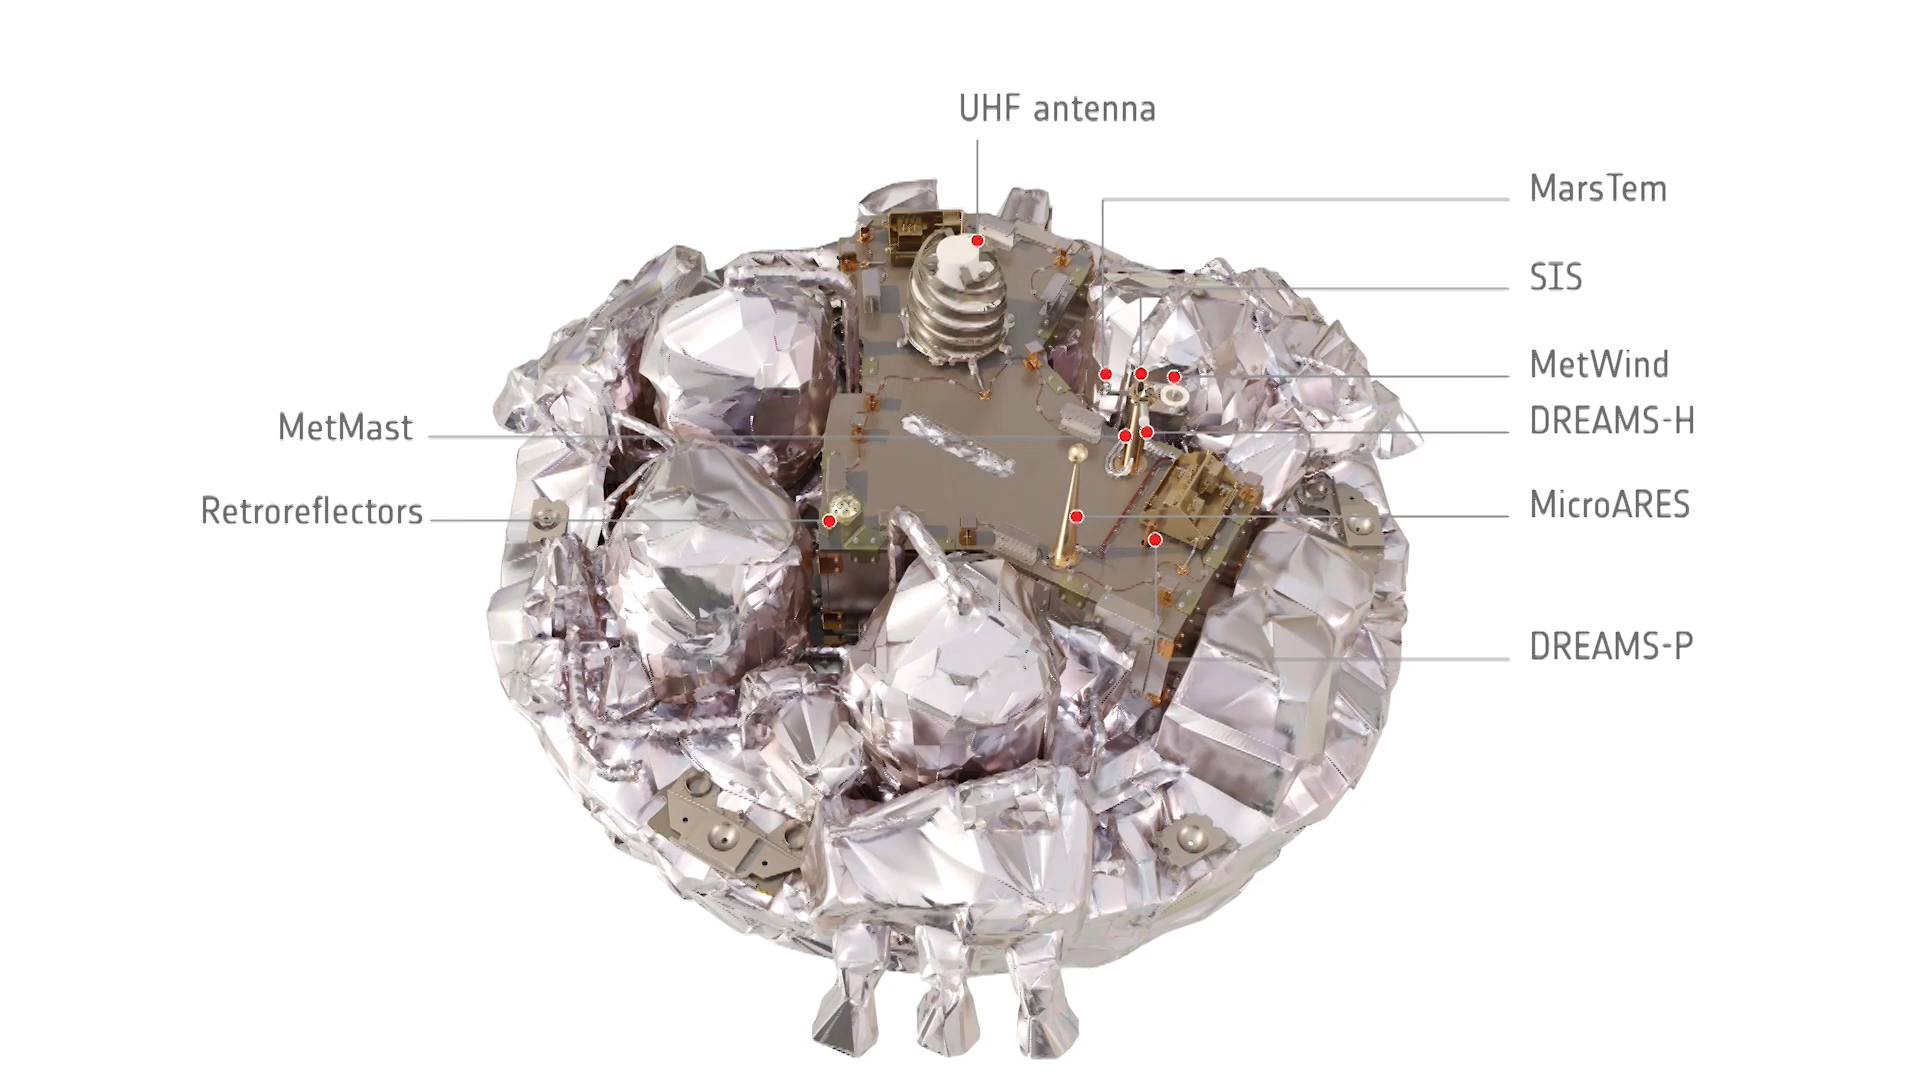 UHF antenna
MarsTem
SIS
MetWind
DREAMS-H
MetMast
MicroARES
Retroreflectors
DREAMS-P